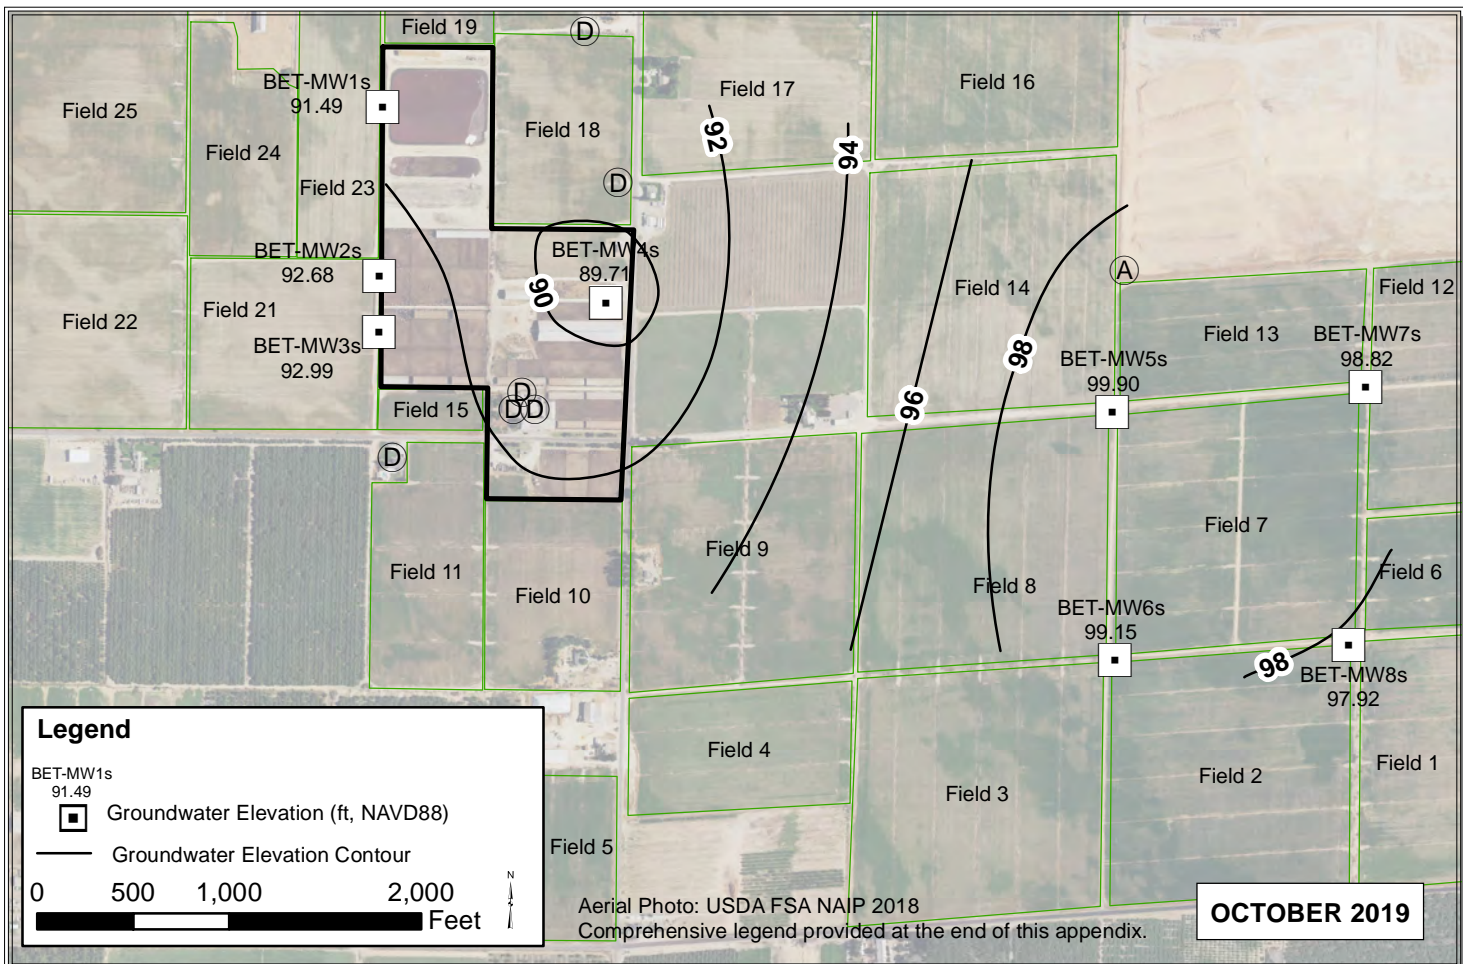 Field 19
D
BET-MW1s
91.49
Field 25
Field 24
Field 23
Field 18
Field 17
Field 16
92
94
D
BET-MW2s
92.68
BET-MW4s
89.71
90
Field 22
Field 21
BET-MW3s
92.99
Field 14
A
Field 12
Field 13
BET-MW7s
98.82
98
BET-MW5s
99.90
96
D
D D
Field 15
D
Field 11
Field 10
Field 9
Field 8
Field 7
Field 6
BET-MW6s
99.15
98
BET-MW8s
97.92
Field 4
Field 3
Field 2
Field 1
Field 5
Legend
BET-MW1s
91.49
Groundwater Elevation (ft, NAVD88)
Groundwater Elevation Contour
0 500 1,000 2,000
Feet
N
Aerial Photo: USDA FSA NAIP 2018
Comprehensive legend provided at the end of this appendix.
OCTOBER 2019